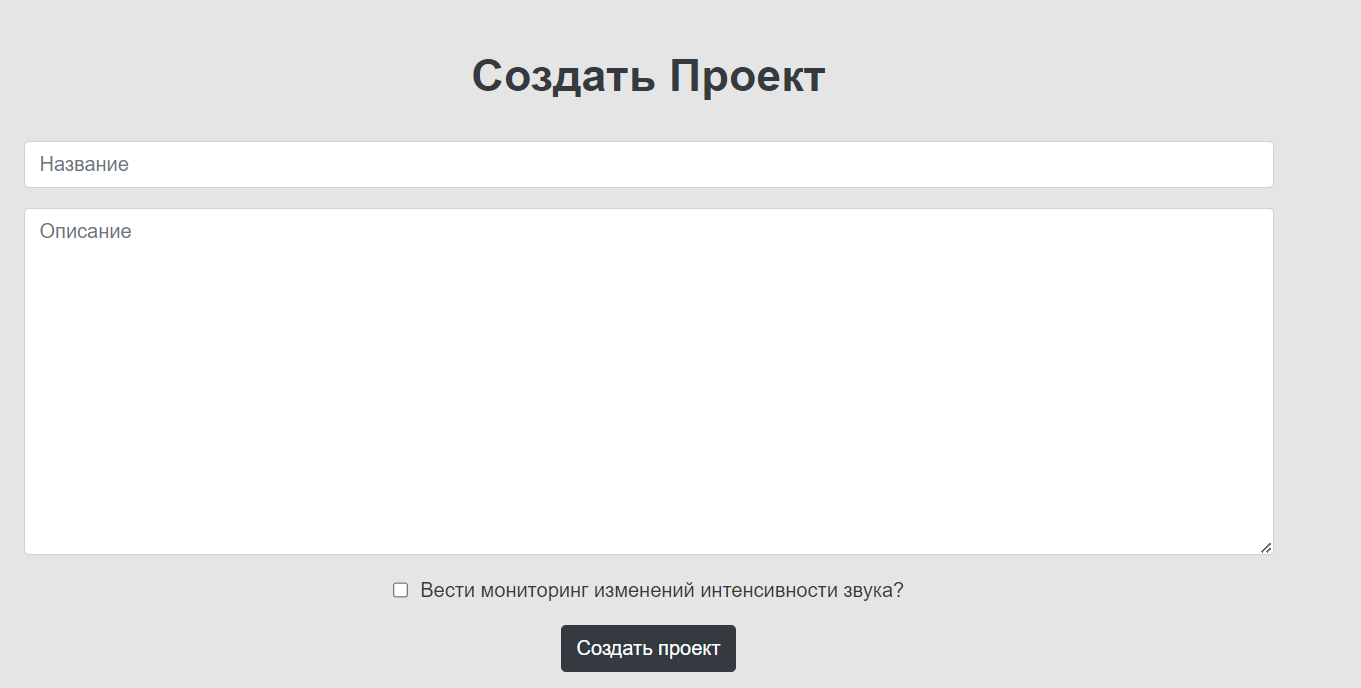 Создать Проект
Название
Описание
Вести мониторинг изменений интенсивности звука?
Создать проект